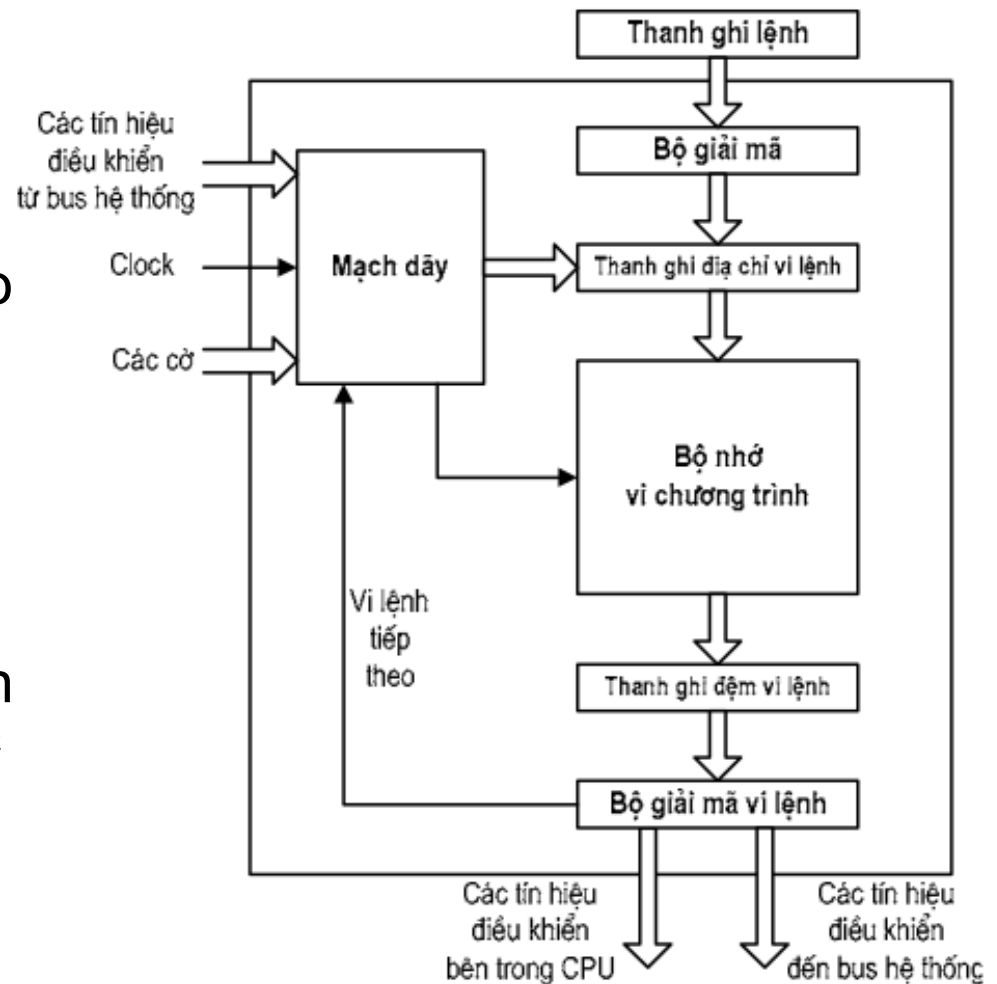 Thanh ghi lệnh
Các tín hiệu
điều khiển
từ bus hệ thống
Bộ giải mã
Clock
Mạch dãy
Thanh ghi địa chỉ vi lệnh
Các cờ
Bộ nhớ
vi chương trình
Vi lệnh
tiếp
theo
Thanh ghi đệm vi lệnh
Bộ giải mã vi lệnh
Các tín hiệu
điều khiển
bên trong CPU
Các tín hiệu
điều khiển
đến bus hệ thống